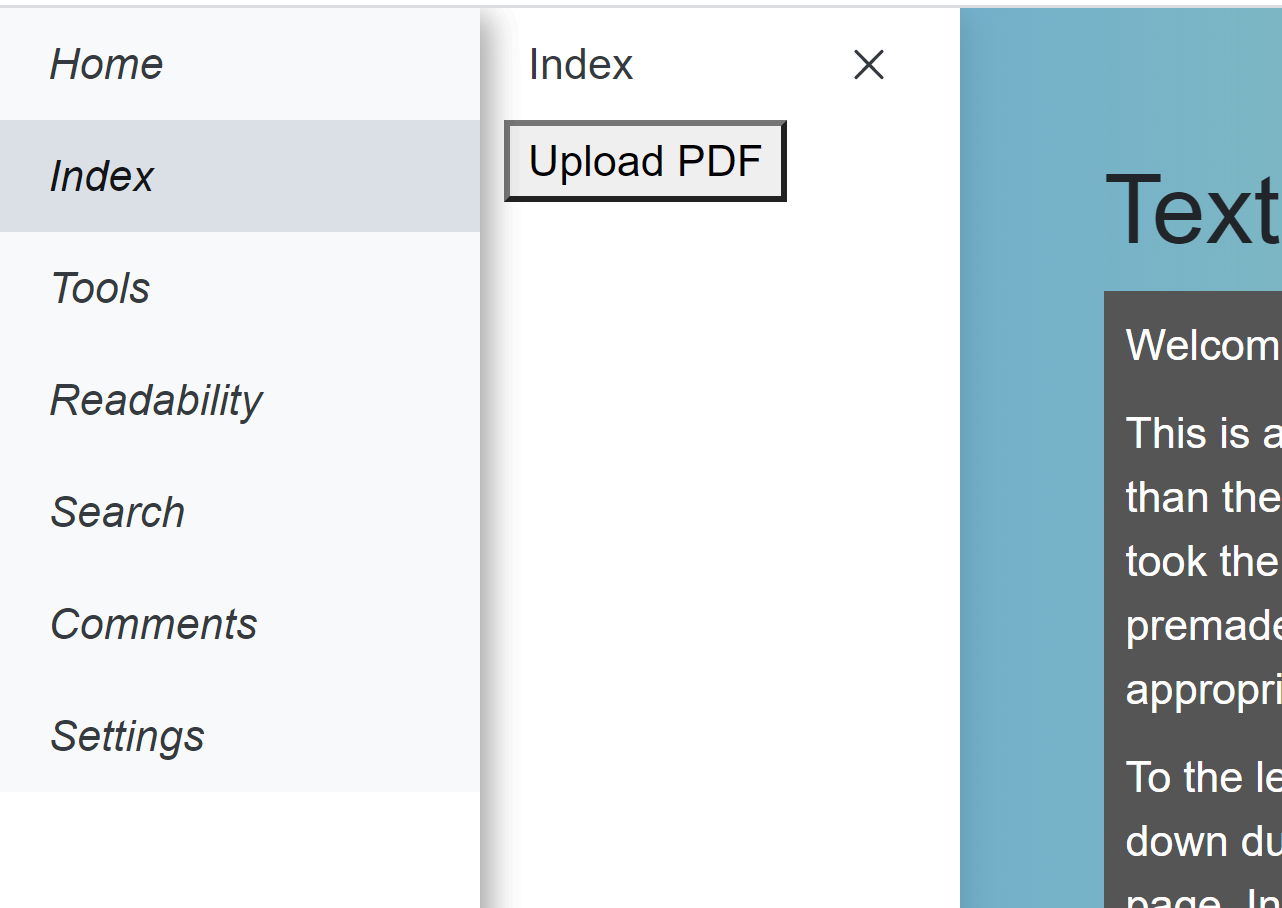 Home
Index
Tools
Readability
Search
Comments
Settings
Index
Upload PDF
Text
Welcom
This is a
than the
took the
premade
appropri
To the le
down du
page. In